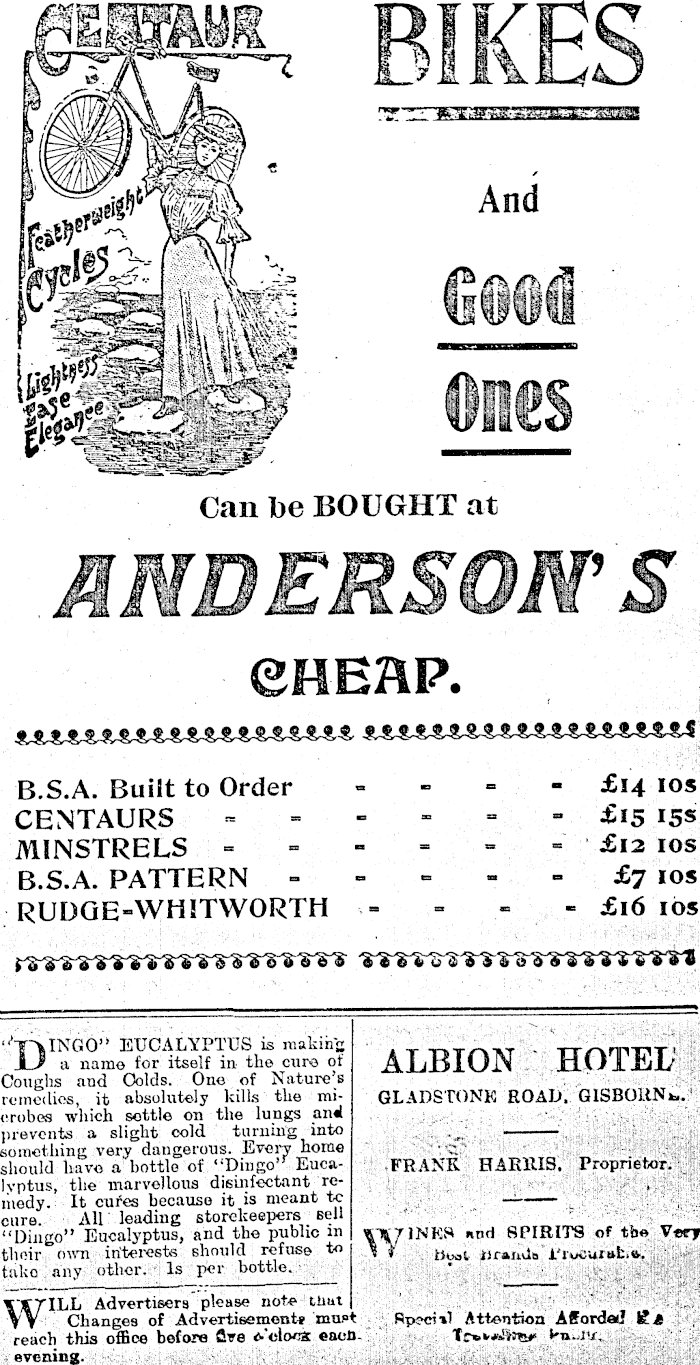 CENTAUR
Featherweight
Cycles
Lightness
Ease
Elegance
BIKES
And
Good
Ones
Can be BOUGHT at
ANDERSON'S
CHEAP.
B.S.A. Built to Order - - - - £14 10s
CENTAURS - - - - - - £15 15s
MINSTRELS - - - - - - £12 10s
B.S.A. PATTERN - - - - - £7 10s
RUDGE-WHITWORTH - - - - £16 10s
"DINGO" EUCALYPTUS is making
a name for itself in the cure of
Coughs and Colds. One of Nature's
remedies, it absolutely kills the mi-
crobes which settle on the lungs and
prevents a slight cold turning into
something very dangerous. Every home
should have a bottle of "Dingo" Euca-
lyptus, the marvellous disinfectant re-
medy. It cures because it is meant to
cure. All leading storekeepers sell
"Dingo" Eucalyptus, and the public in
their own interests should refuse to
take any other. 1s per bottle.
WILL Advertisers please note that
Changes of Advertisements must
reach this office before five o'clock each
evening.
ALBION HOTEL
GLADSTONE ROAD, GISBORNE.
FRANK HARRIS, Proprietor.
WINES and SPIRITS of the Very
Best Brands Procurable.
Special Attention Afforded